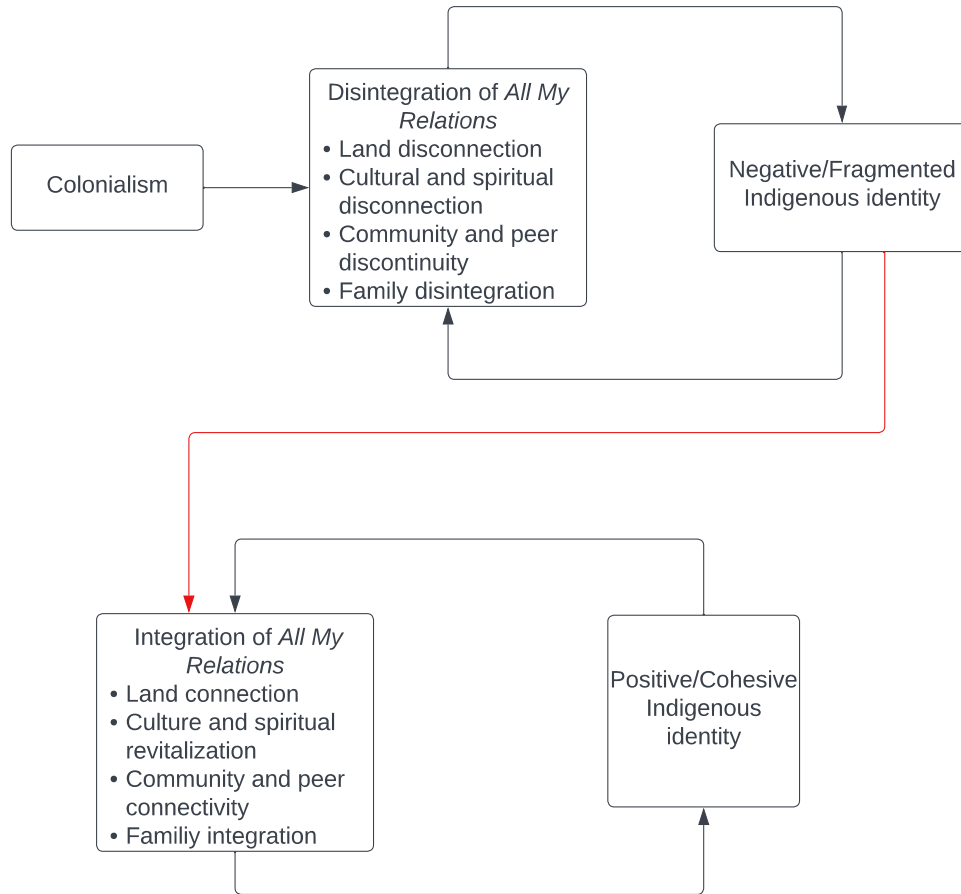 Disintegration of All My
Relations
• Land disconnection
• Cultural and spiritual
disconnection
• Community and peer
discontinuity
• Family disintegration
Colonialism
Negative/Fragmented
Indigenous identity
Integration of All My
Relations
• Land connection
• Culture and spiritual
revitalization
• Community and peer
connectivity
• Familiy integration
Positive/Cohesive
Indigenous
identity